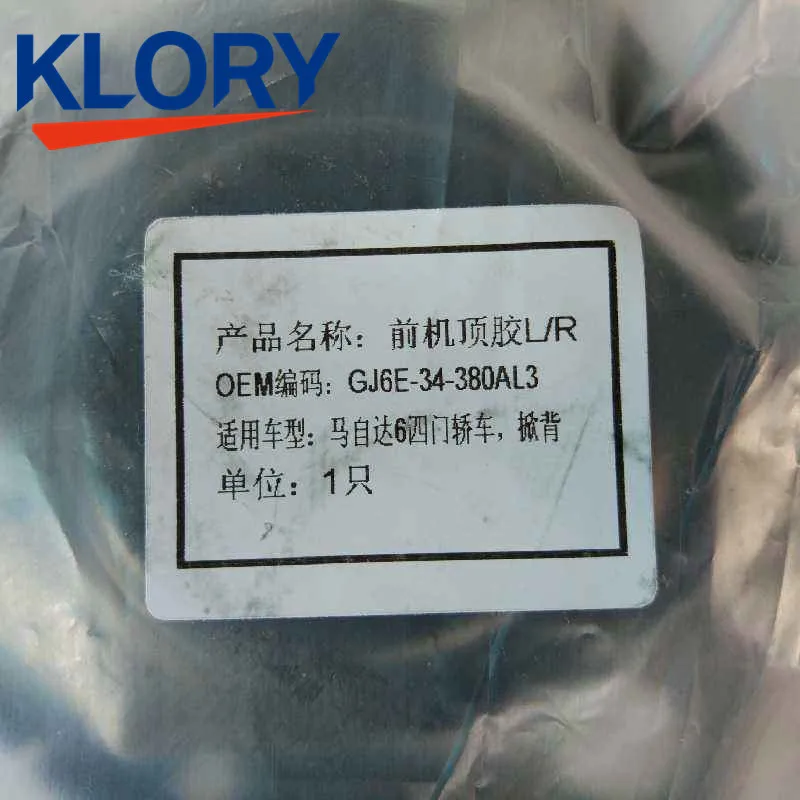 KLORY
产品名称：前机顶胶L/R
OEM编码：GJ6E-34-380AL3
适用车型：马自达6四门轿车，掀背
单位：1只